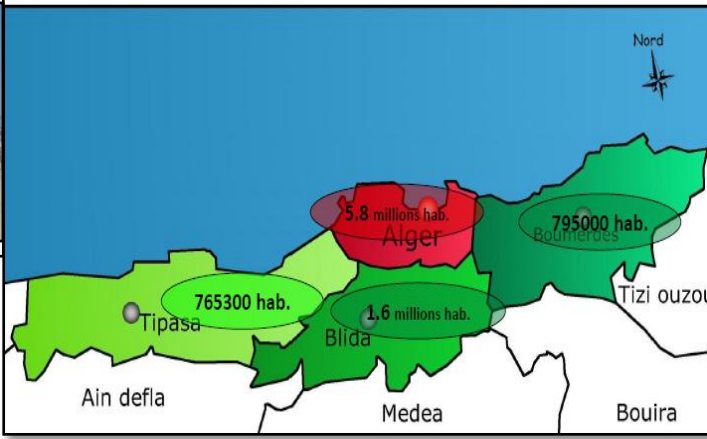 Nord
5.8 millions hab.
Alger
795000 hab.
Boumerdes
765300 hab.
Tipasa
1.6 millions hab.
Blida
Tizi ouzou
Ain defla
Medea
Bouira